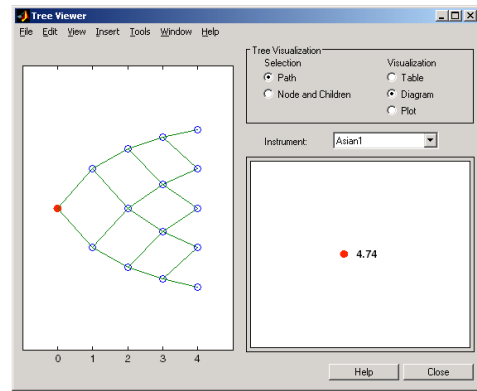 Tree Viewer
File Edit View Insert Tools Window Help
Tree Visualization
Selection Visualization
Path Table
Node and Children Diagram
Plot
Instrument: Asian1
4.74
0 1 2 3 4
Help Close